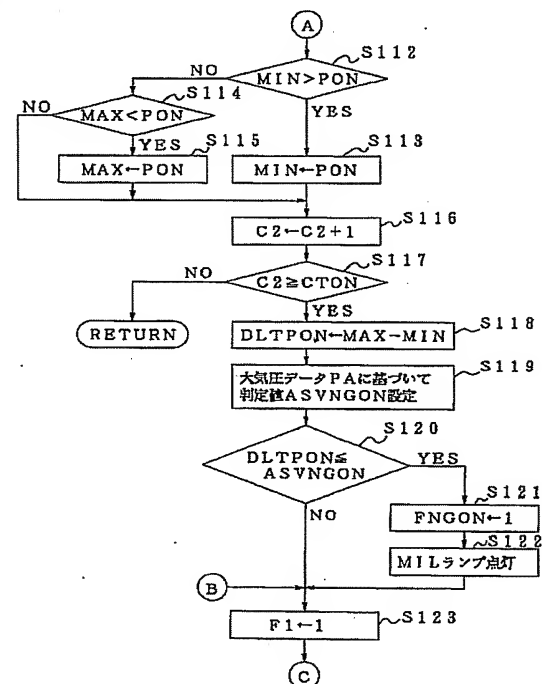 A
S112
NO
MIN>PON
S114
NO
MAX<PON
YES
YES
S115
S113
MAX←PON
MIN←PON
S116
C2←C2+1
S117
NO
C2≧CTON
YES
RETURN
S118
DLTPON←MAX−MIN
S119
大気圧データPAに基づいて
判定値ASVNGON設定
S120
DLTPON≦
ASVNGON
YES
S121
NO
FNGON←1
S122
MILランプ点灯
B
F1←1
S123
C